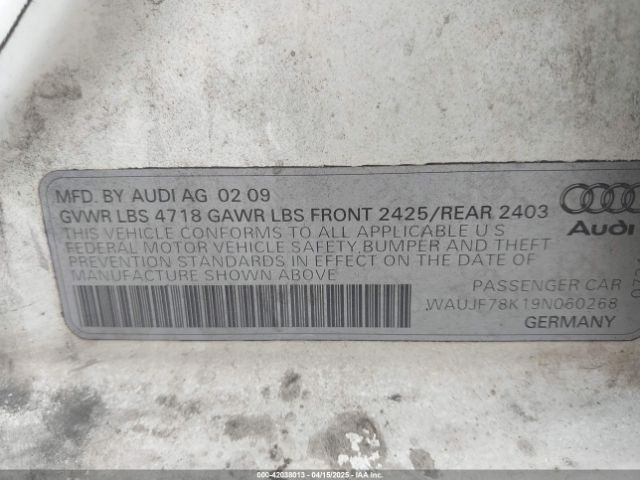 MFD. BY AUDI AG 02 09
GVWR LBS 4718 GAWR LBS FRONT 2425/REAR 2403
THIS VEHICLE CONFORMS TO ALL APPLICABLE U S
FEDERAL MOTOR VEHICLE SAFETY,BUMPER AND THEFT
PREVENTION STANDARDS IN EFFECT ON THE DATE OF
MANUFACTURE SHOWN ABOVE
Audi
PASSENGER CAR
WAUJF78K19N060268
GERMANY
000-42038013 - 04/15/2025 - IAAI, Inc.